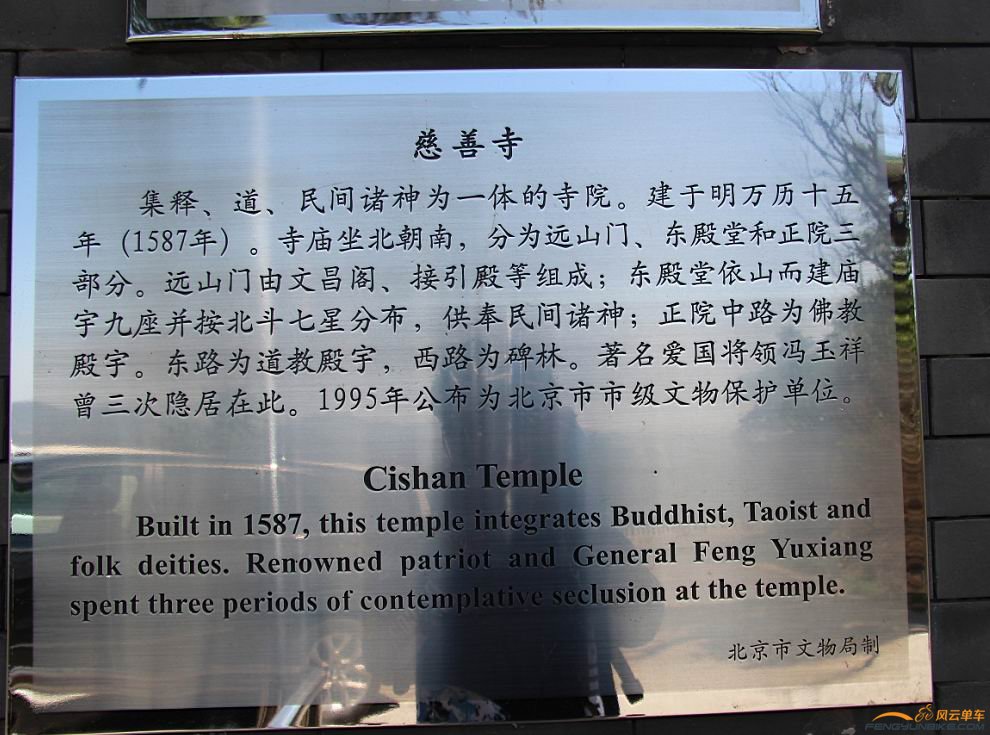 慈善寺
集释、道、民间诸神为一体的寺院。建于明万历十五
年（1587年）。寺庙坐北朝南，分为远山门、东殿堂和正院三
部分。远山门由文昌阁、接引殿等组成；东殿堂依山而建庙
宇九座并按北斗七星分布，供奉民间诸神；正院中路为佛教
殿宇。东路为道教殿宇，西路为碑林。著名爱国将领冯玉祥
曾三次隐居在此。1995年公布为北京市市级文物保护单位。
Cishan Temple
Built in 1587, this temple integrates Buddhist, Taoist and
folk deities. Renowned patriot and General Feng Yuxiang
spent three periods of contemplative seclusion at the temple.
北京市文物局制
风云单车
FENGYUNBIKE.COM